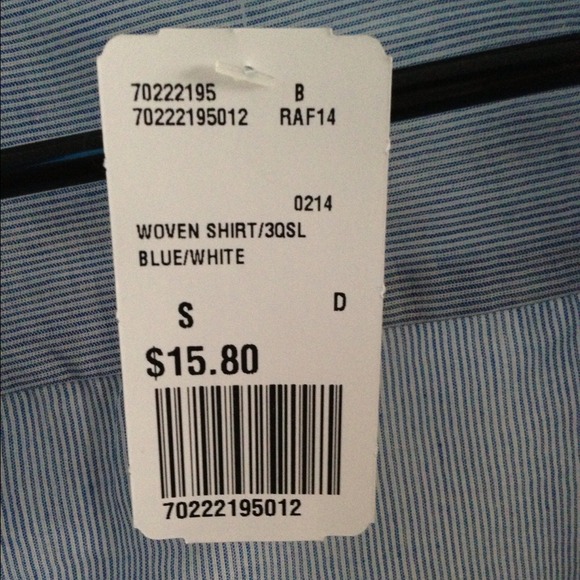 70222195 B
70222195012 RAF14
0214
WOVEN SHIRT/3QSL
BLUE/WHITE
S D
$15.80
70222195012